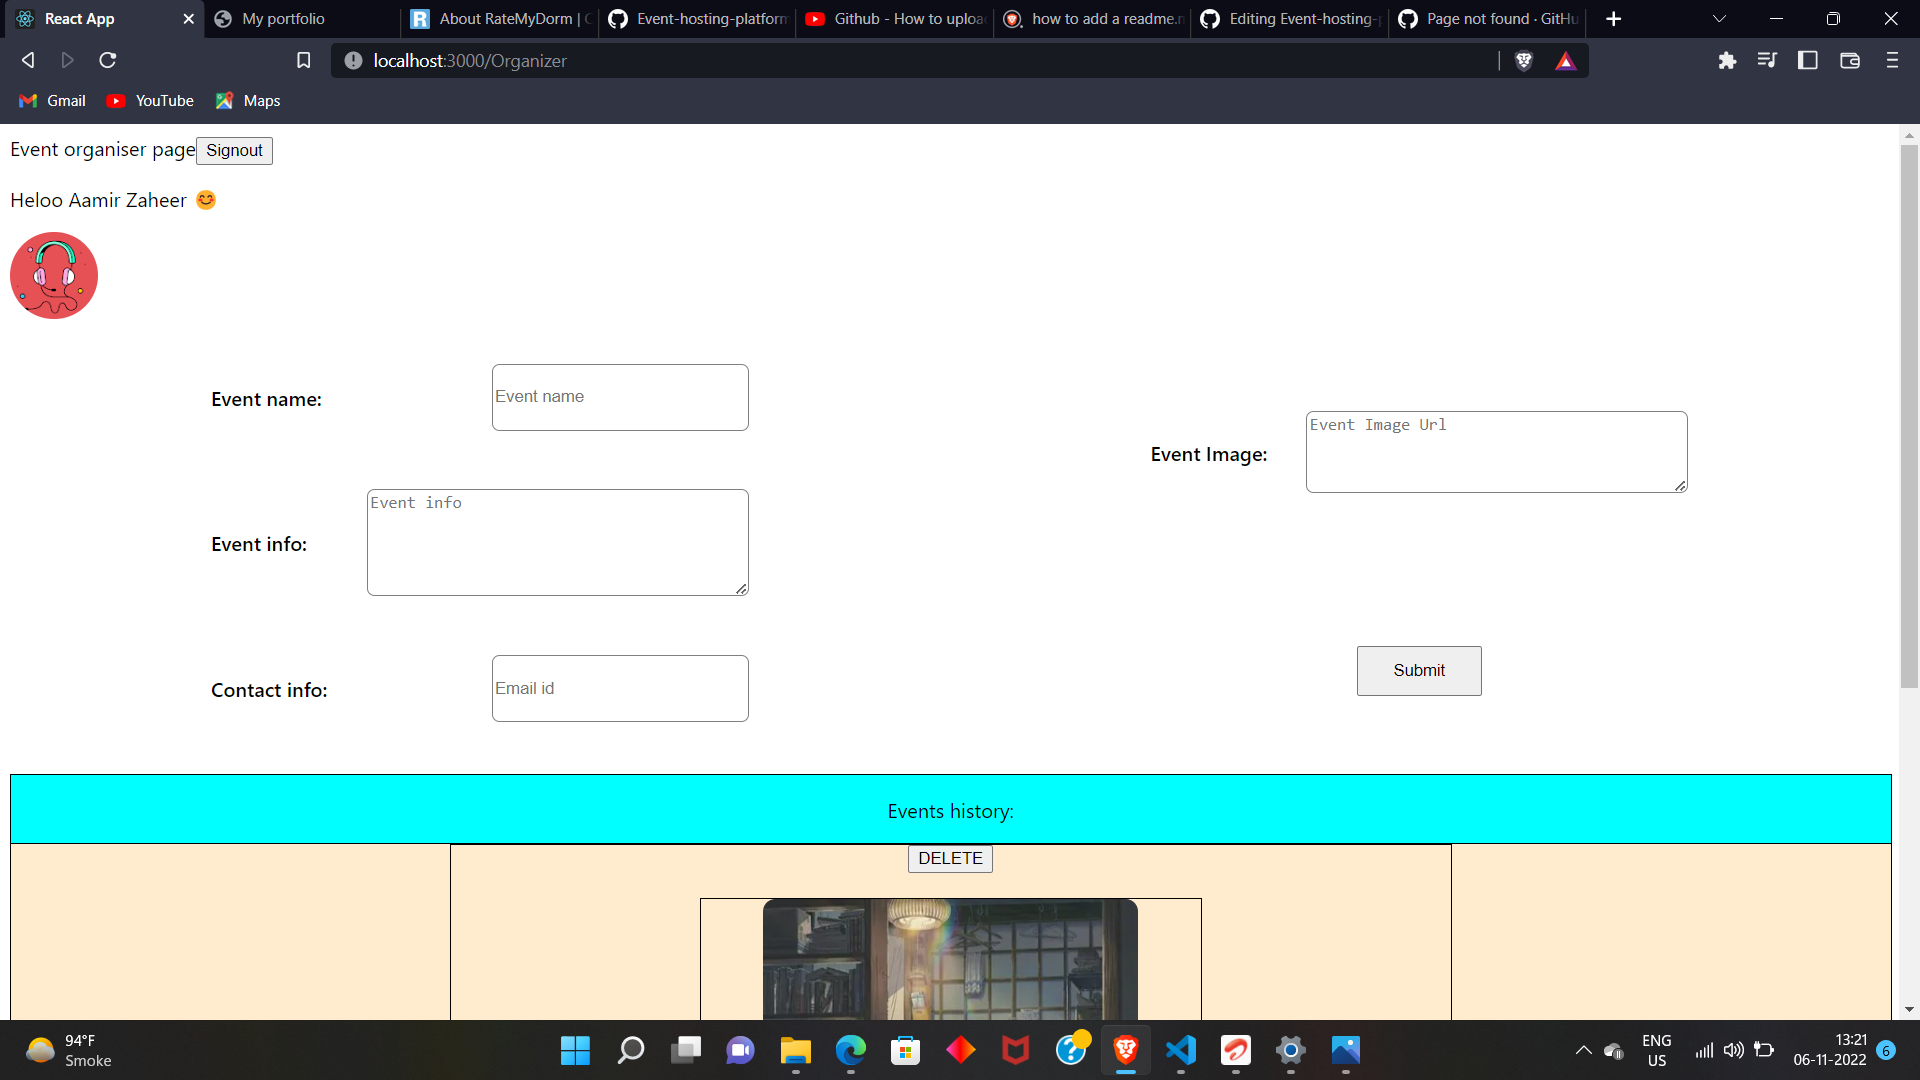 React App
My portfolio
About RateMyDorm |
Event-hosting-platform
Github - How to uploa
how to add a readme.
Editing Event-hosting-
Page not found · GitHu
localhost:3000/Organizer
Gmail
YouTube
Maps
Event organiser page Signout
Heloo Aamir Zaheer 😊
Event name:
Event name
Event Image:
Event Image Url
Event info:
Event info
Contact info:
Email id
Submit
Events history:
DELETE
94°F
Smoke
ENG
US
13:21
06-11-2022
6